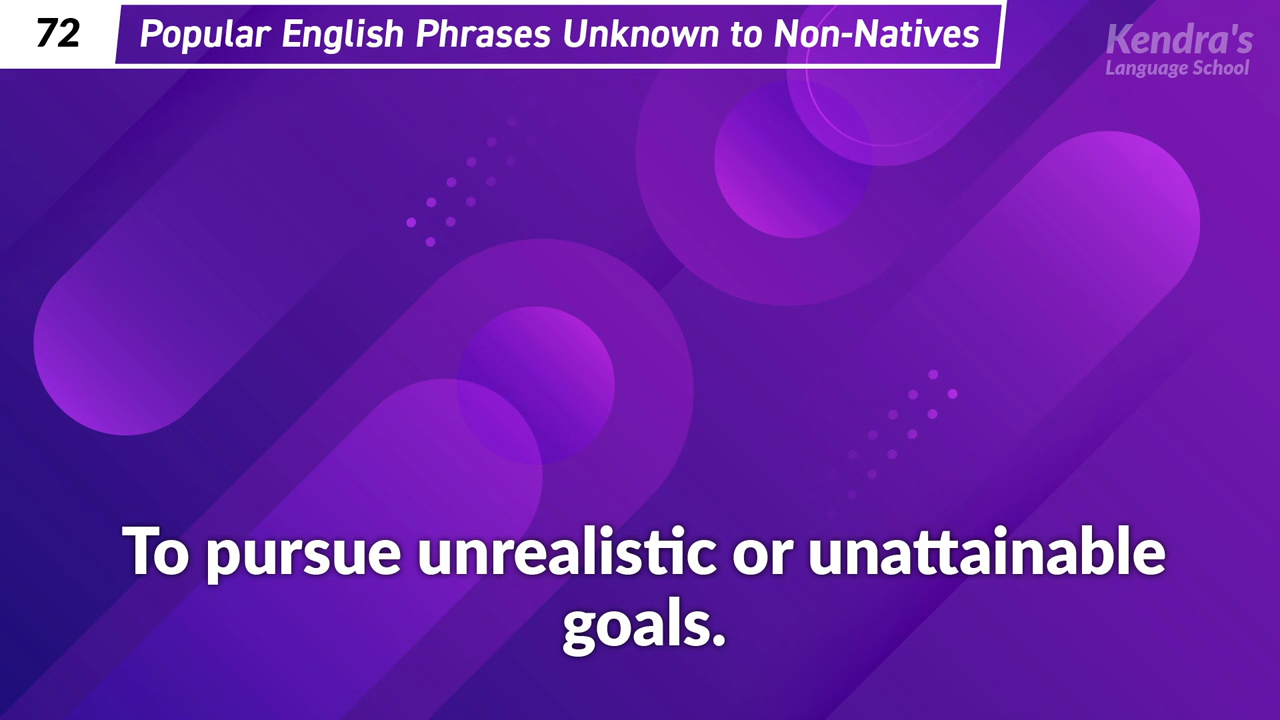 72
Popular English Phrases Unknown to Non-Natives
Kendra's
Language School
To pursue unrealistic or unattainable
goals.